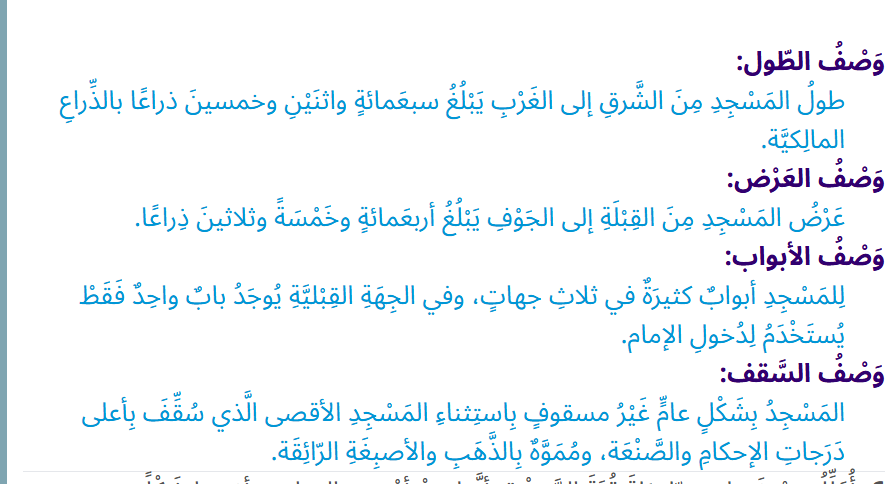 وَصْفُ الطّول:
طولُ المَسْجِدِ مِنَ الشَّرقِ إلى الغَرْبِ يَبْلُغُ سبعَمائةٍ واثنَيْنِ وخمسينَ ذراعًا بالذِّراعِ
المالِكيَّة.
وَصْفُ العَرْض:
عَرْضُ المَسْجِدِ مِنَ القِبْلَةِ إلى الجَوْفِ يَبْلُغُ أربعَمائةٍ وخَمْسَةً وثلاثينَ ذِراعًا.
وَصْفُ الأبواب:
لِلمَسْجِدِ أبوابٌ كثيرَةٌ في ثلاثِ جهاتٍ، وفي الجِهَةِ القِبْليَّةِ يُوجَدُ بابٌ واحِدٌ فَقَطْ
يُستَخْدَمُ لِدُخولِ الإمام.
وَصْفُ السَّقف:
المَسْجِدُ بِشَكْلٍ عامٍّ غَيْرُ مسقوفٍ بِاستِثناءِ المَسْجِدِ الأقصى الَّذي سُقِّفَ بِأعلى
دَرَجاتِ الإحكامِ والصَّنْعَة، ومُمَوَّهٌ بِالذَّهَبِ والأصبِغَةِ الرّائِقَة.